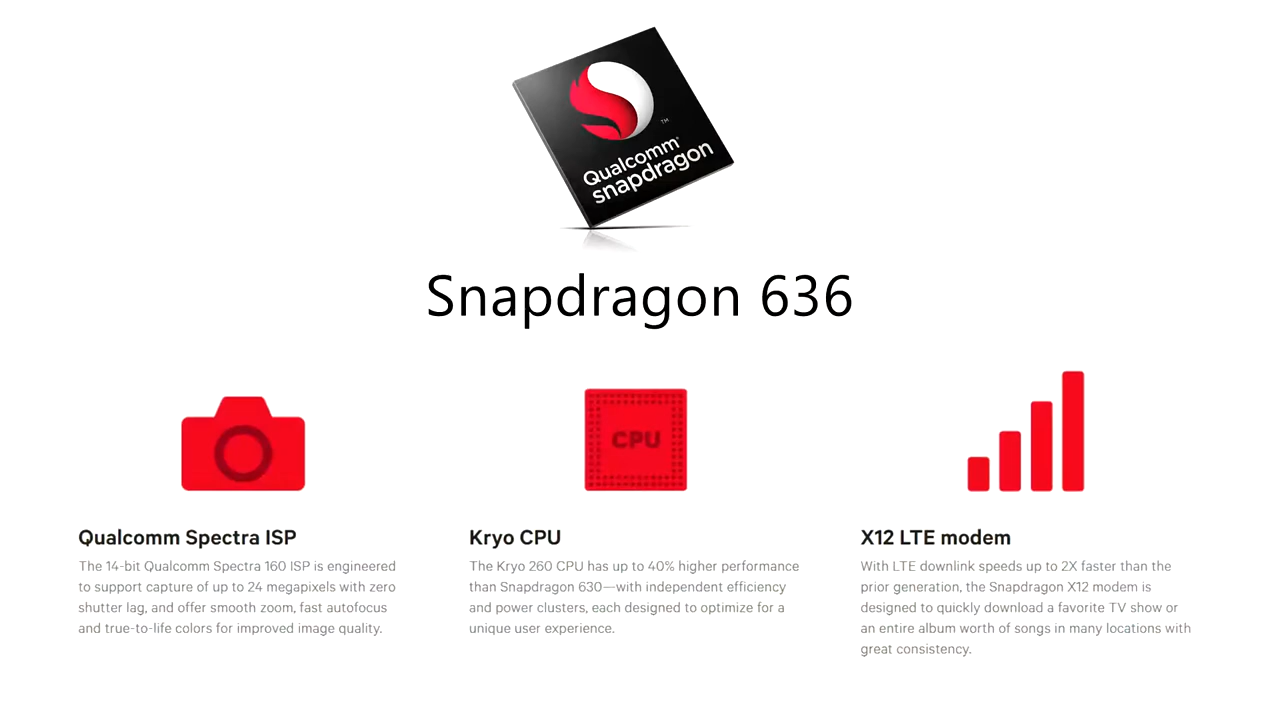 Qualcomm®
snapdragon
™
Snapdragon 636
CPU
Qualcomm Spectra ISP
The 14-bit Qualcomm Spectra 160 ISP is engineered
to support capture of up to 24 megapixels with zero
shutter lag, and offer smooth zoom, fast autofocus
and true-to-life colors for improved image quality.
Kryo CPU
The Kryo 260 CPU has up to 40% higher performance
than Snapdragon 630—with independent efficiency
and power clusters, each designed to optimize for a
unique user experience.
X12 LTE modem
With LTE downlink speeds up to 2X faster than the
prior generation, the Snapdragon X12 modem is
designed to quickly download a favorite TV show or
an entire album worth of songs in many locations with
great consistency.